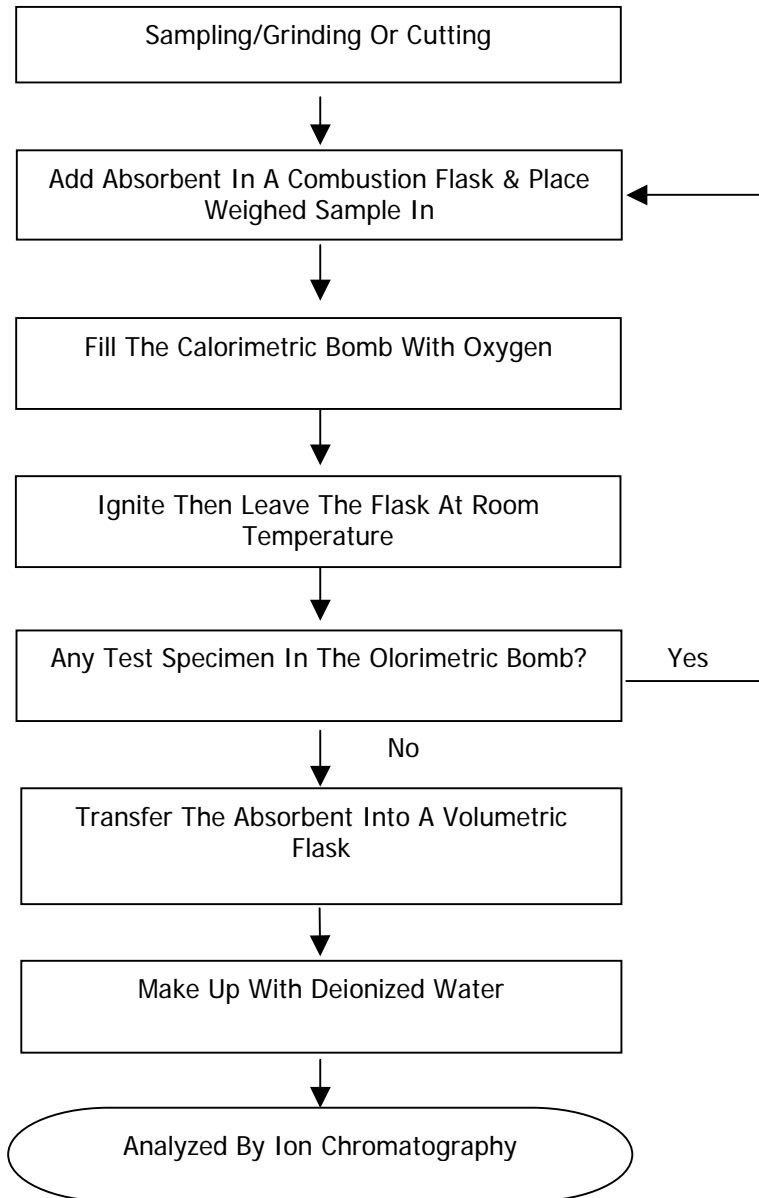 Sampling/Grinding Or Cutting
Add Absorbent In A Combustion Flask & Place
Weighed Sample In
Fill The Calorimetric Bomb With Oxygen
Ignite Then Leave The Flask At Room
Temperature
Any Test Specimen In The Olorimetric Bomb?
Yes
No
Transfer The Absorbent Into A Volumetric
Flask
Make Up With Deionized Water
Analyzed By Ion Chromatography